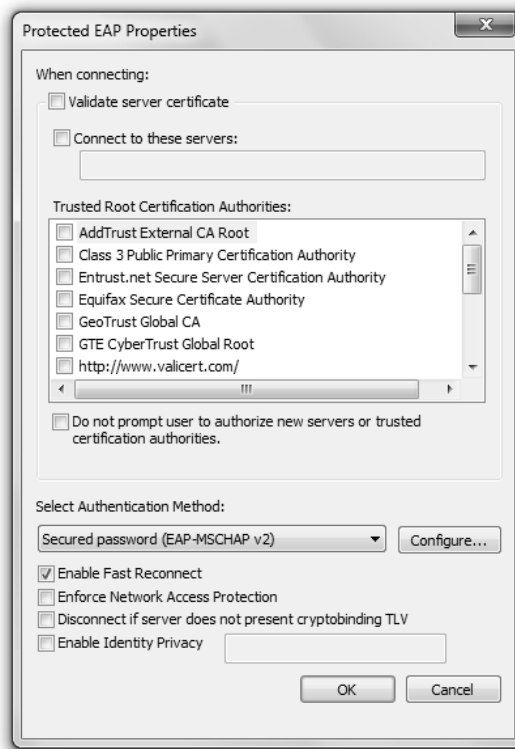 Protected EAP Properties
When connecting:
Validate server certificate
Connect to these servers:
Trusted Root Certification Authorities:
AddTrust External CA Root
Class 3 Public Primary Certification Authority
Entrust.net Secure Server Certification Authority
Equifax Secure Certificate Authority
GeoTrust Global CA
GTE CyberTrust Global Root
http://www.valicert.com/
Do not prompt user to authorize new servers or trusted
certification authorities.
Select Authentication Method:
Secured password (EAP-MSCHAP v2)
Configure...
Enable Fast Reconnect
Enforce Network Access Protection
Disconnect if server does not present cryptobinding TLV
Enable Identity Privacy
OK
Cancel